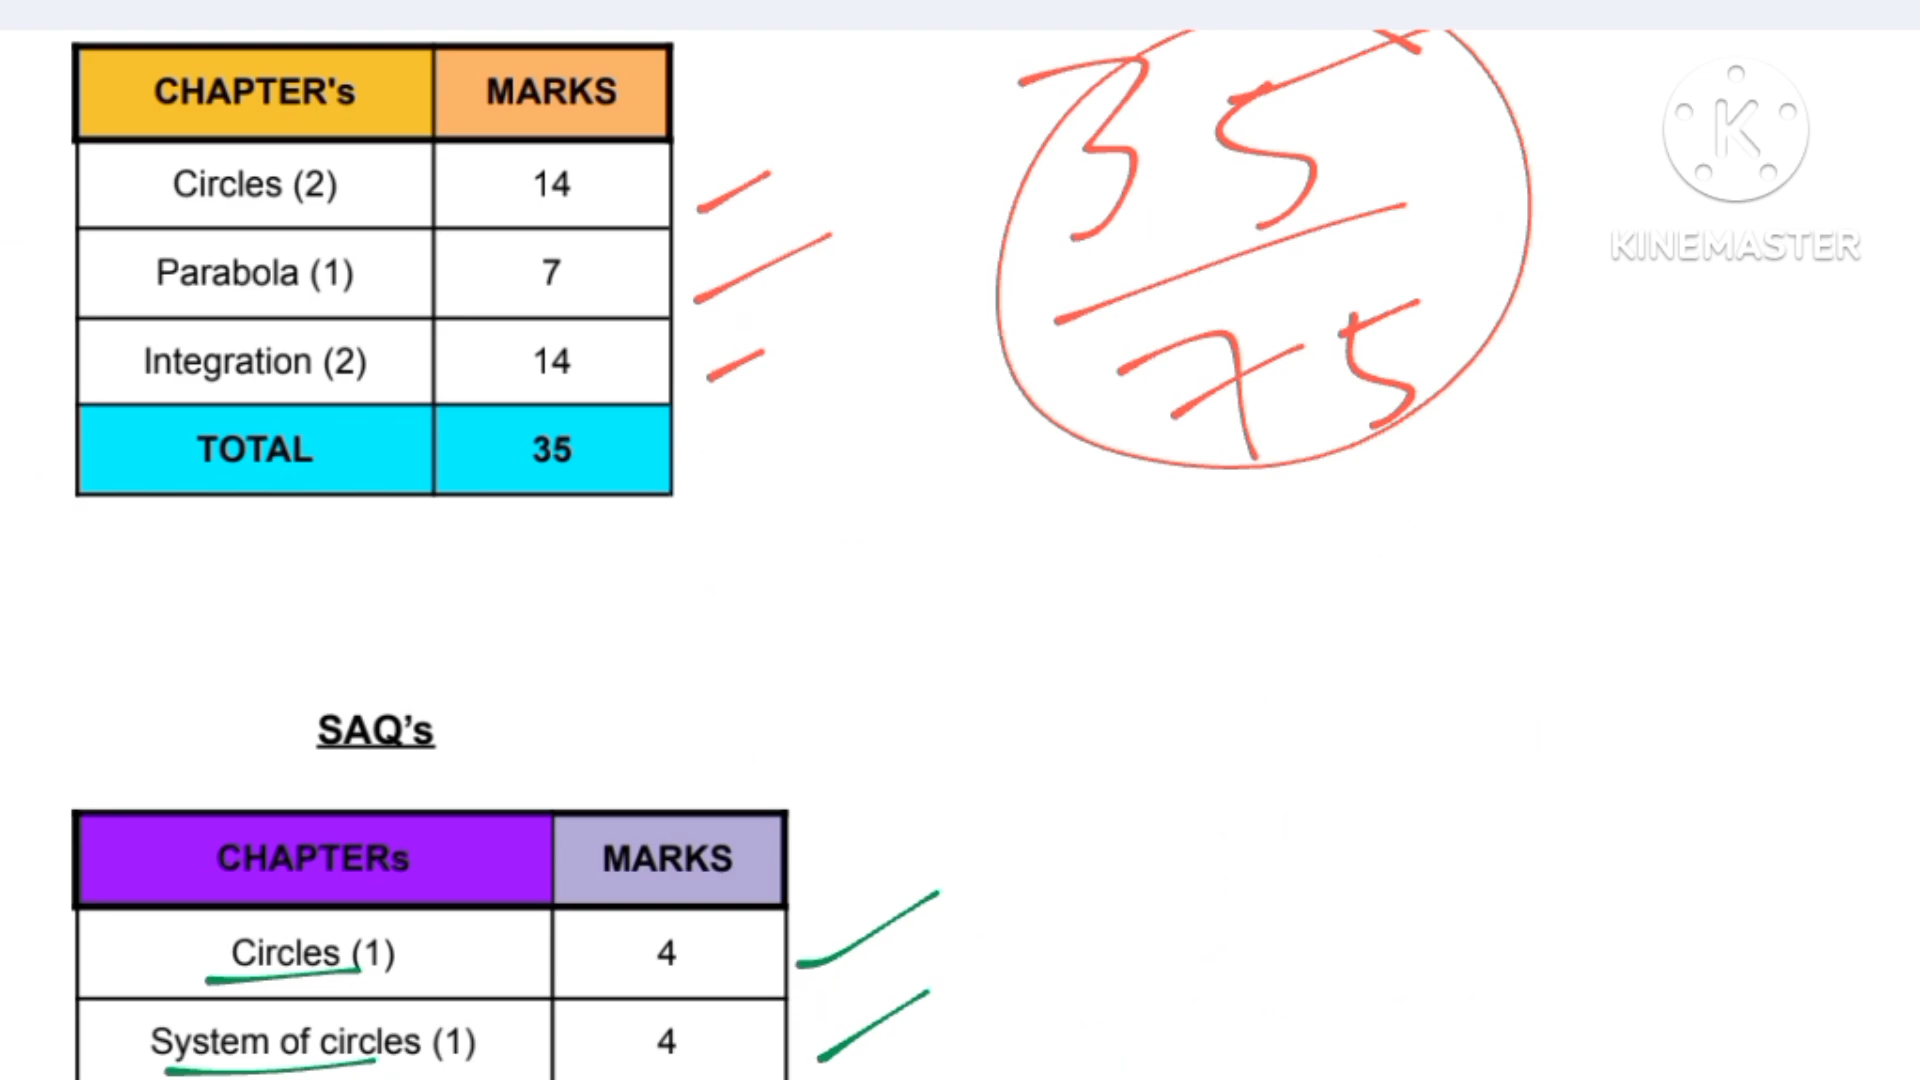 CHAPTER's MARKS
Circles (2) 14
Parabola (1) 7
Integration (2) 14
TOTAL 35
35
75
K
KINEMASTER
SAQ’s
CHAPTERs MARKS
Circles (1) 4
System of circles (1) 4